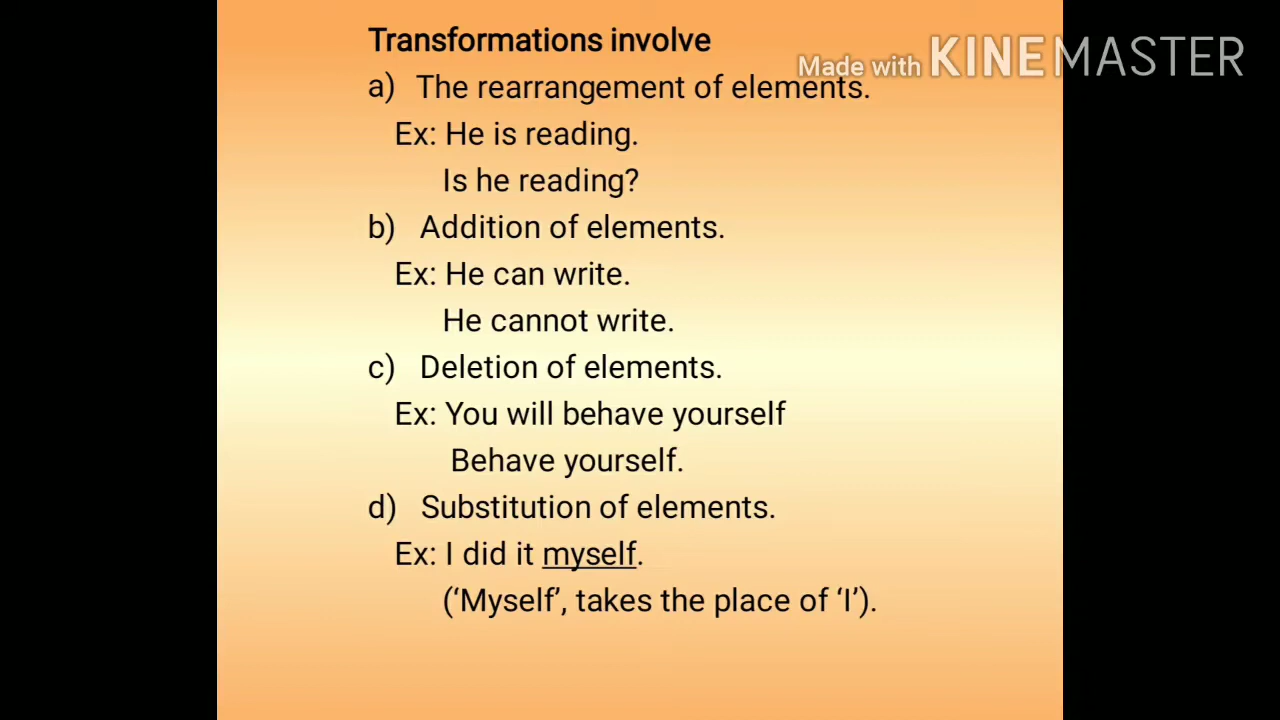 Transformations involve
Made with KINEMASTER
a) The rearrangement of elements.
Ex: He is reading.
Is he reading?
b) Addition of elements.
Ex: He can write.
He cannot write.
c) Deletion of elements.
Ex: You will behave yourself
Behave yourself.
d) Substitution of elements.
Ex: I did it myself.
(‘Myself’, takes the place of ‘I’).